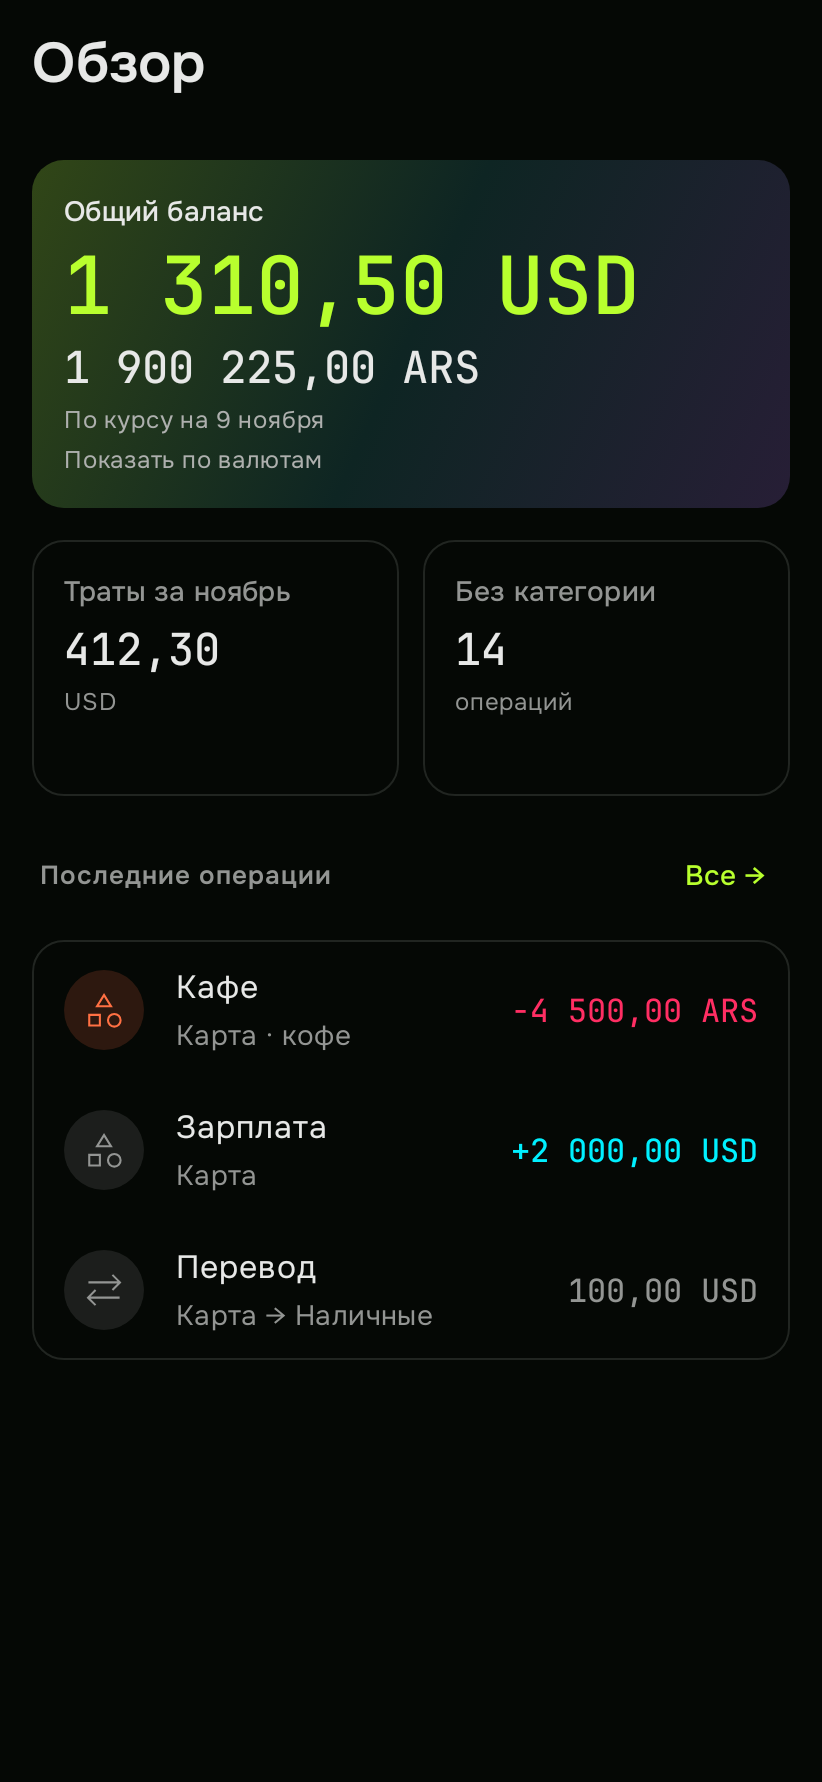 Обзор
Общий баланс
1 310,50 USD
1 900 225,00 ARS
По курсу на 9 ноября
Показать по валютам
Траты за ноябрь
412,30
USD
Без категории
14
операций
Последние операции
Все →
Кафе
Карта · кофе
-4 500,00 ARS
Зарплата
Карта
+2 000,00 USD
Перевод
Карта → Наличные
100,00 USD